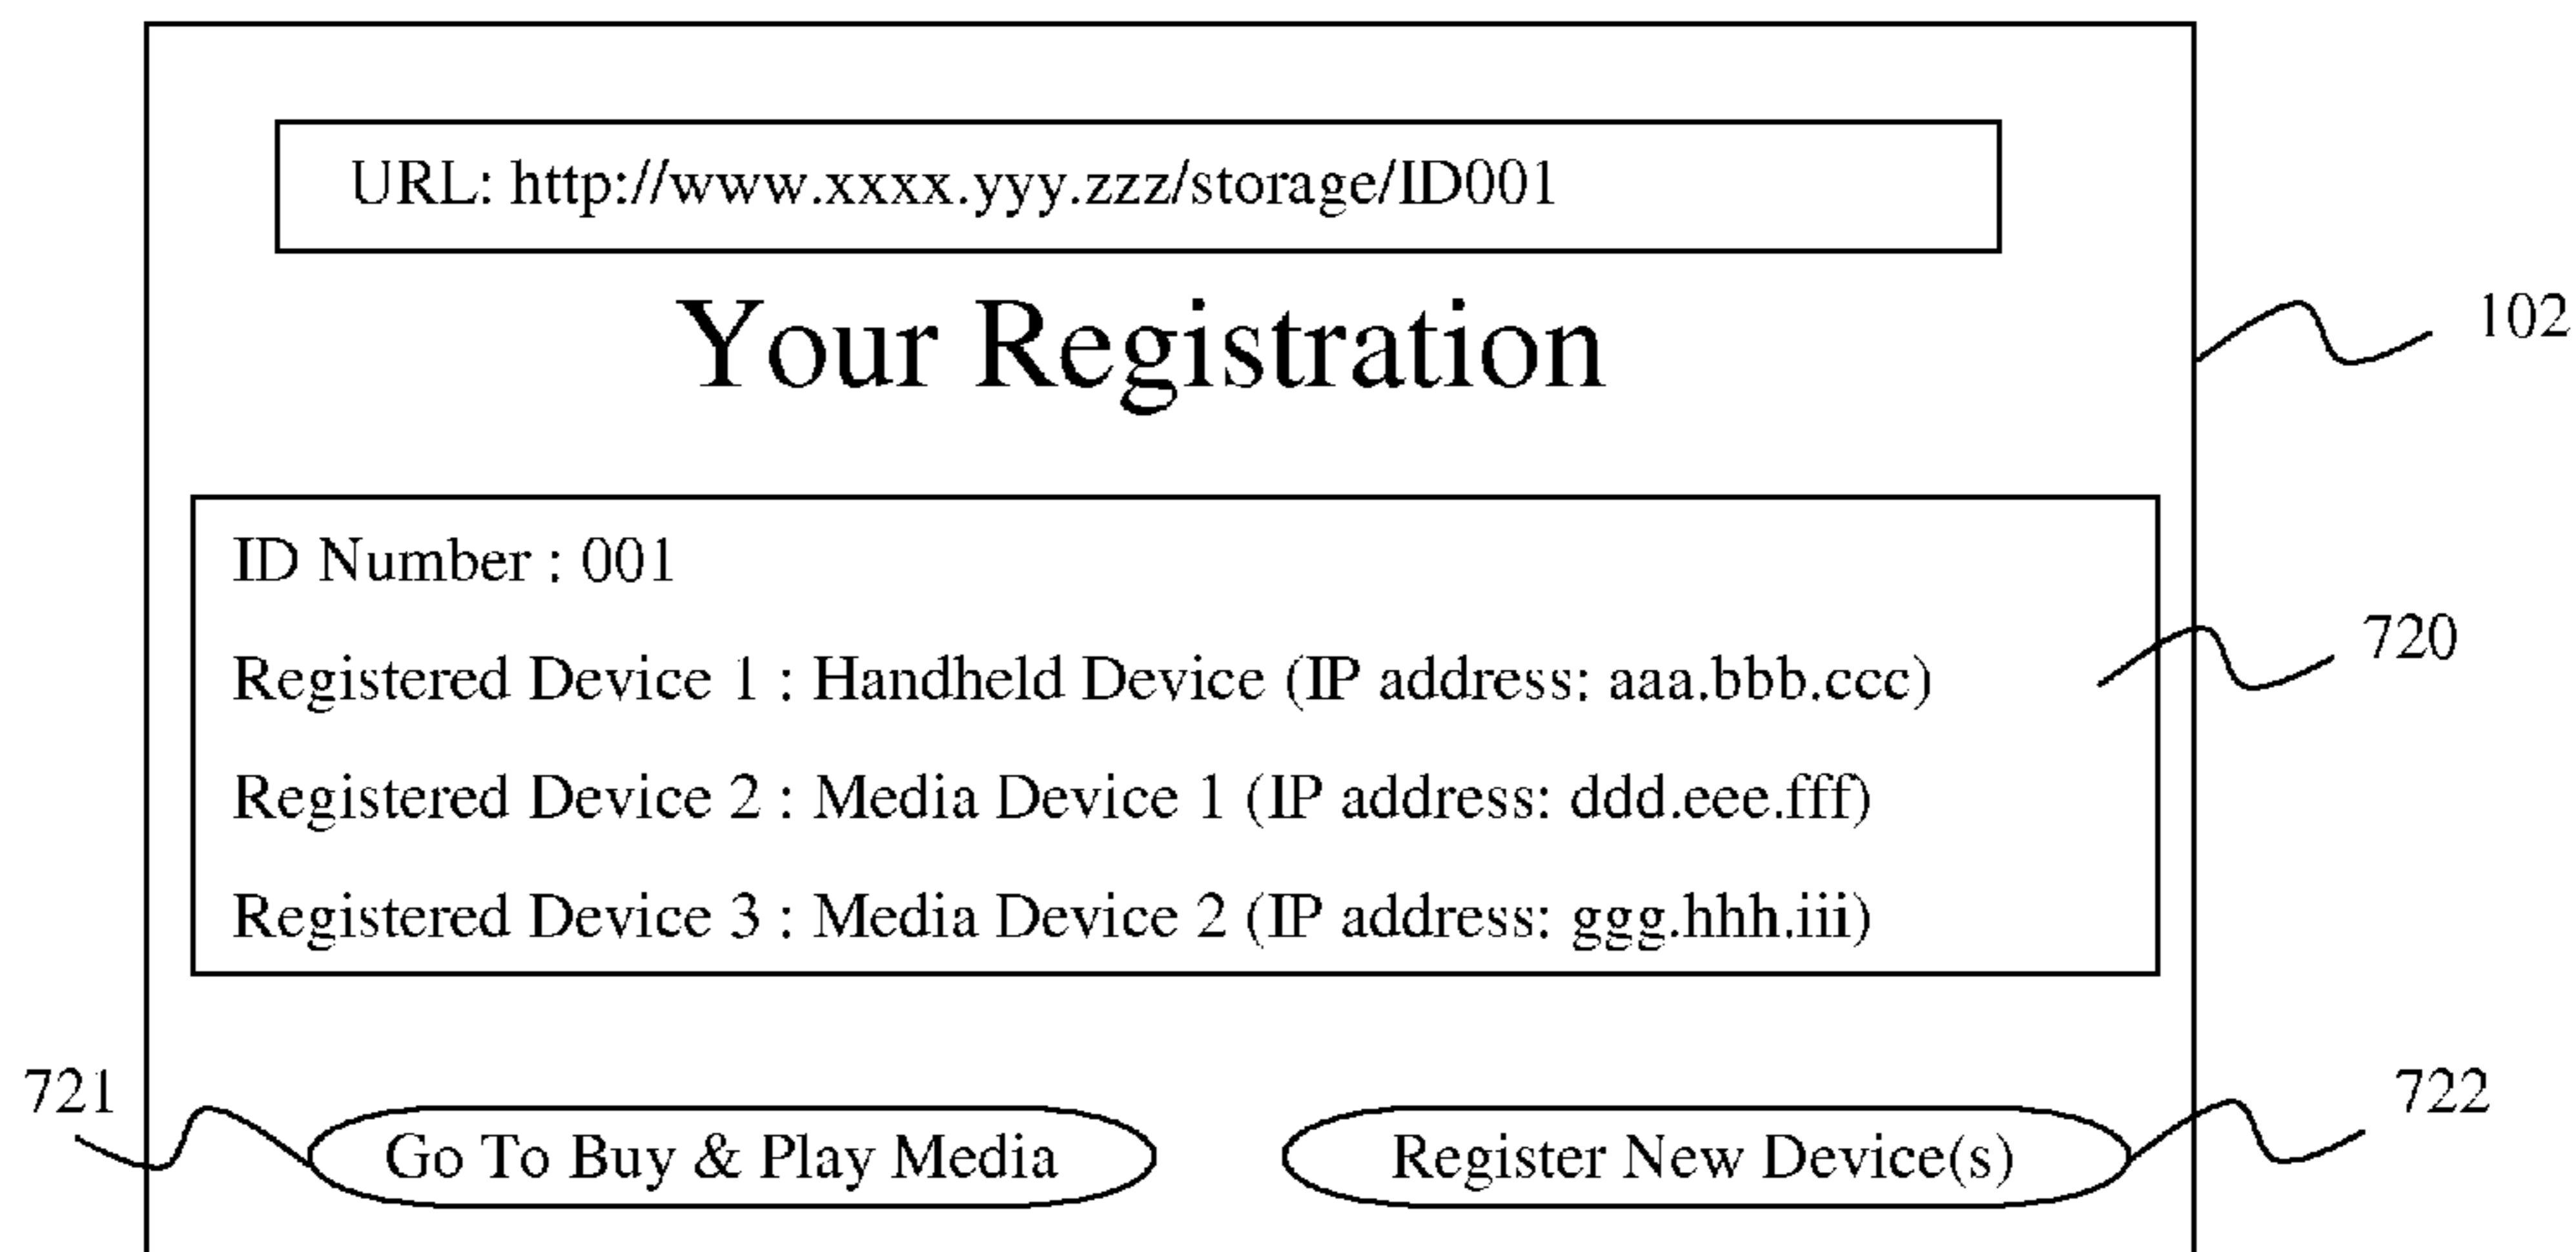 URL: http://www.xxxx.yyy.zzz/storage/ID001
Your Registration
102
ID Number : 001
Registered Device 1 : Handheld Device (IP address: aaa.bbb.ccc)
720
Registered Device 2 : Media Device 1 (IP address: ddd.eee.fff)
Registered Device 3 : Media Device 2 (IP address: ggg.hhh.iii)
721
Go To Buy & Play Media
Register New Device(s)
722